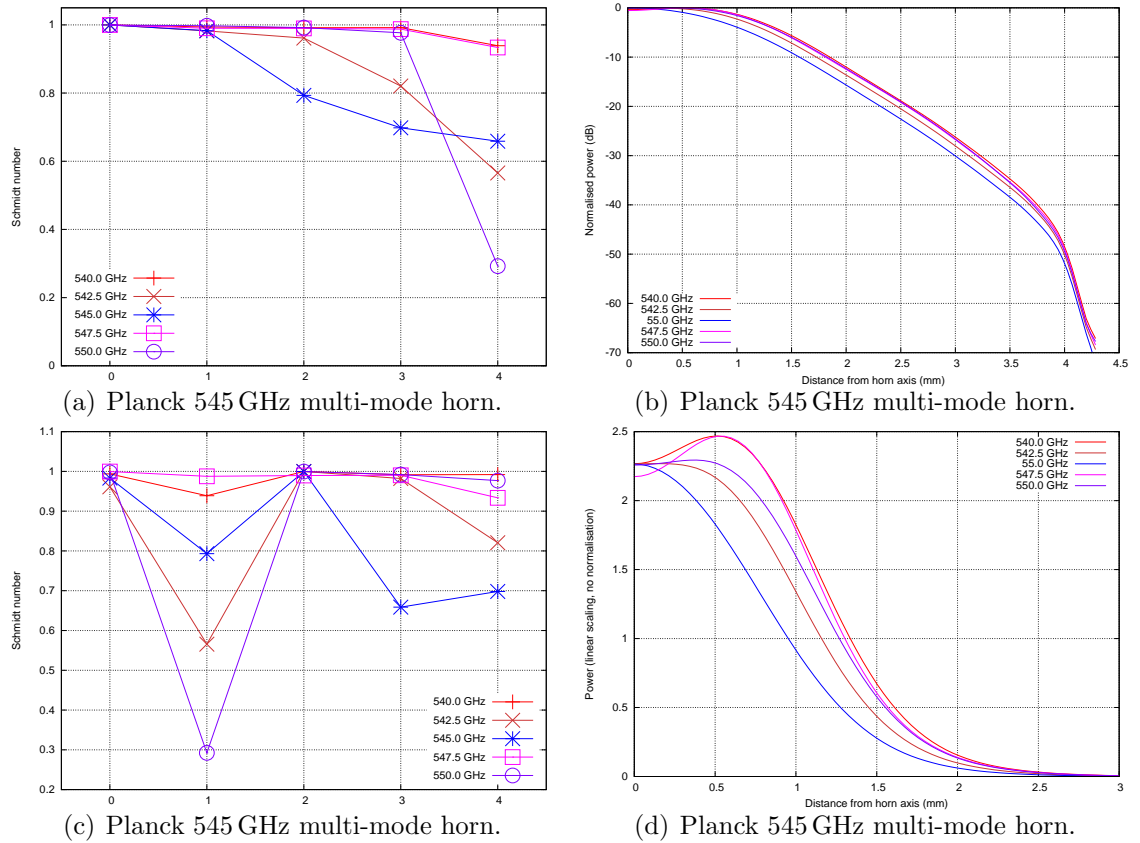 1
0.8
0.6
0.4
0.2
0
0 1 2 3 4
Schmidt number
540.0 GHz
542.5 GHz
545.0 GHz
547.5 GHz
550.0 GHz
(a) Planck 545 GHz multi-mode horn.
0
-10
-20
-30
-40
-50
-60
-70
0 0.5 1 1.5 2 2.5 3 3.5 4 4.5
Normalised power (dB)
Distance from horn axis (mm)
540.0 GHz
542.5 GHz
55.0 GHz
547.5 GHz
550.0 GHz
(b) Planck 545 GHz multi-mode horn.
1.1
1
0.9
0.8
0.7
0.6
0.5
0.4
0.3
0.2
0 1 2 3 4
Schmidt number
540.0 GHz
542.5 GHz
545.0 GHz
547.5 GHz
550.0 GHz
(c) Planck 545 GHz multi-mode horn.
2.5
2
1.5
1
0.5
0
0 0.5 1 1.5 2 2.5 3
Power (linear scaling, no normalisation)
Distance from horn axis (mm)
540.0 GHz
542.5 GHz
55.0 GHz
547.5 GHz
550.0 GHz
(d) Planck 545 GHz multi-mode horn.